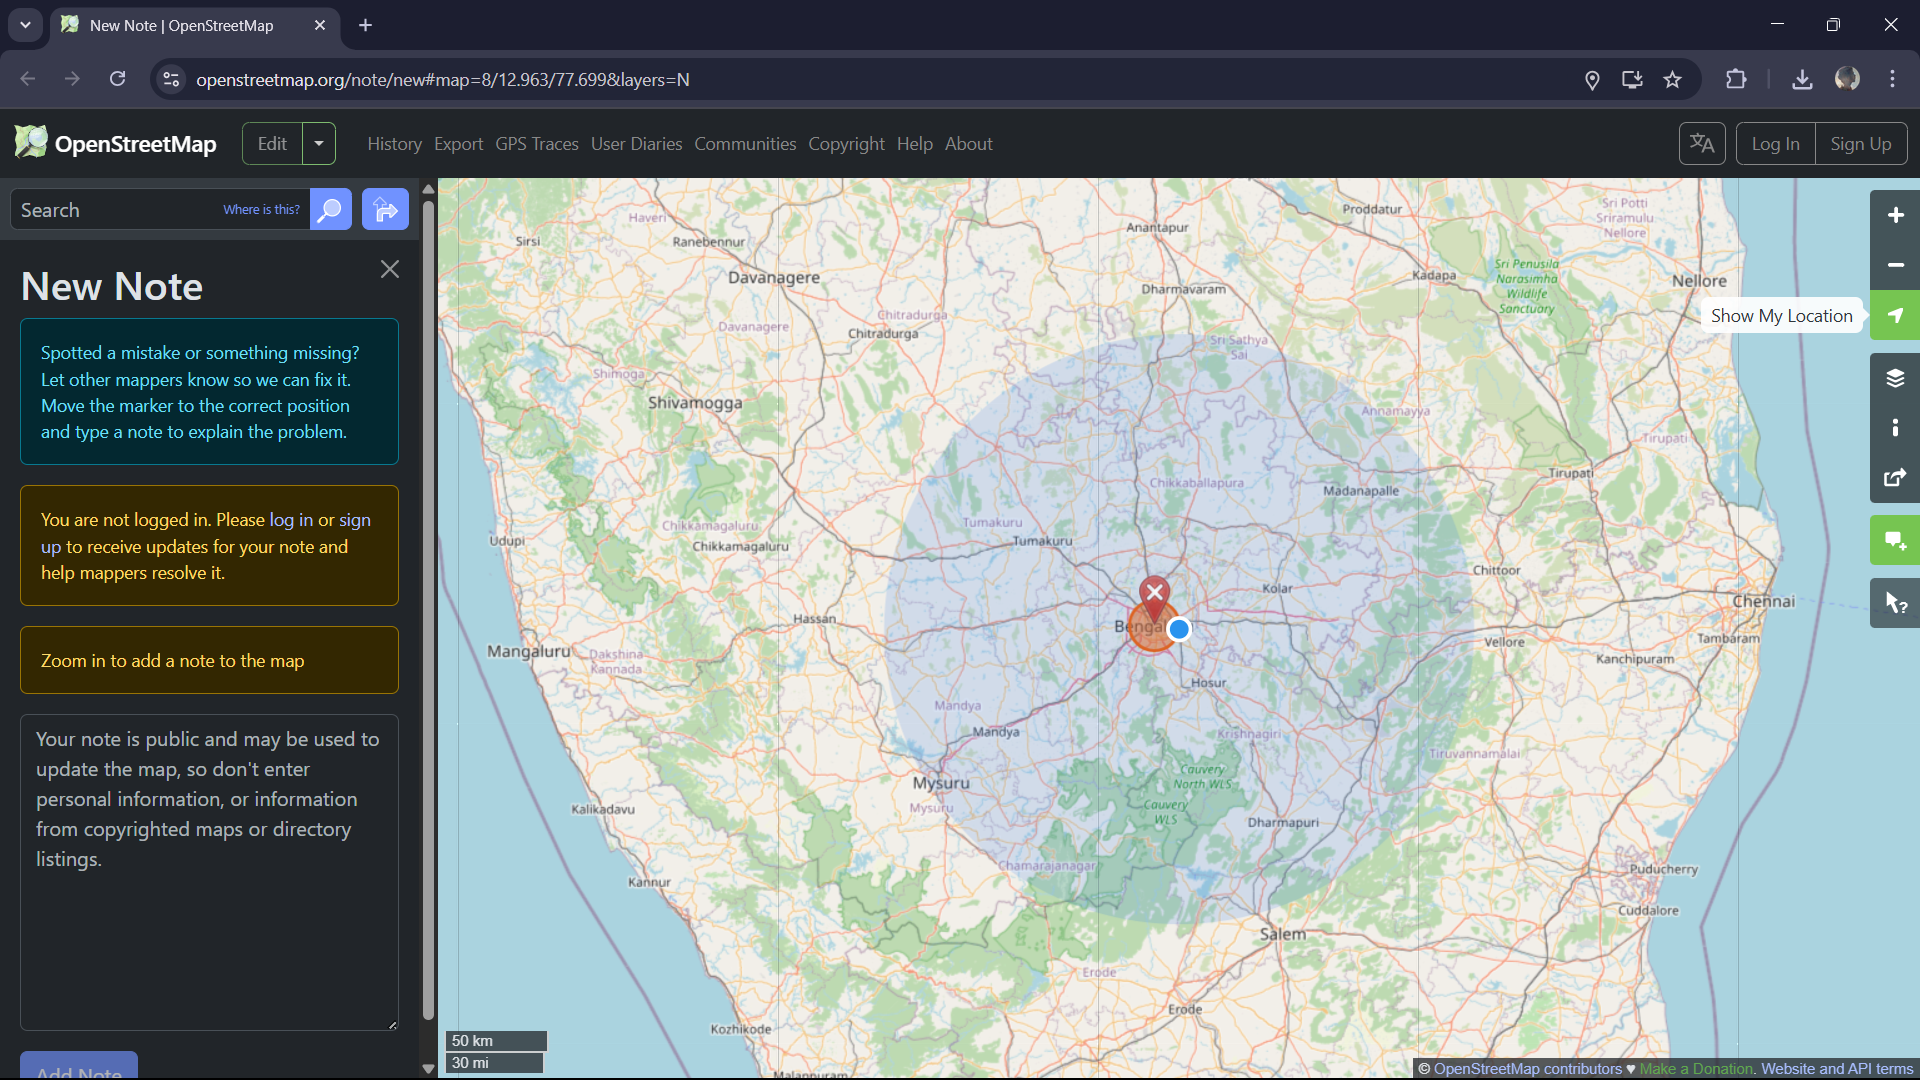 New Note | OpenStreetMap
openstreetmap.org/note/new#map=8/12.963/77.699&layers=N
OpenStreetMap
Edit
History Export GPS Traces User Diaries Communities Copyright Help About
Log In
Sign Up
Search
Where is this?
New Note
Spotted a mistake or something missing?
Let other mappers know so we can fix it.
Move the marker to the correct position
and type a note to explain the problem.
You are not logged in. Please log in or sign
up to receive updates for your note and
help mappers resolve it.
Zoom in to add a note to the map
Your note is public and may be used to
update the map, so don't enter
personal information, or information
from copyrighted maps or directory
listings.
Add Note
Show My Location
Haveri
Sirsi
Ranebennur
Davanagere
Davanagere
Chitradurga
Chitradurga
Shimoga
Shivamogga
Anantapur
Dharmavaram
Proddatur
Sri Potti
Sriramulu
Nellore
Kadapa
Sri Penusila
Narasimha
Wildlife
Sanctuary
Nellore
Sri Sathya
Sai
Annamayya
Tirupati
Tirupati
Chikkaballapura
Madanapalle
Chikkamagaluru
Chikkamagaluru
Udupi
Tumakuru
Tumakuru
Chittoor
Kolar
Chennai
Hassan
Mangaluru
Dakshina
Kannada
Vellore
Tambaram
Kanchipuram
Hosur
Mandya
Mandya
Krishnagiri
Tiruvannamalai
Mysuru
Mysuru
Cauvery
North WLS
Cauvery
WLS
Kalikadavu
Dharmapuri
Chamarajanagar
Kannur
Puducherry
Cuddalore
Salem
Erode
Erode
Kozhikode
Malappuram
50 km
30 mi
© OpenStreetMap contributors ♥ Make a Donation. Website and API terms